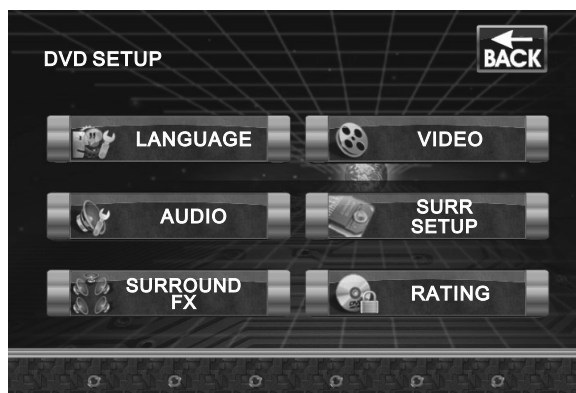 DVD SETUP
BACK
LANGUAGE
VIDEO
AUDIO
SURR
SETUP
SURROUND
FX
RATING